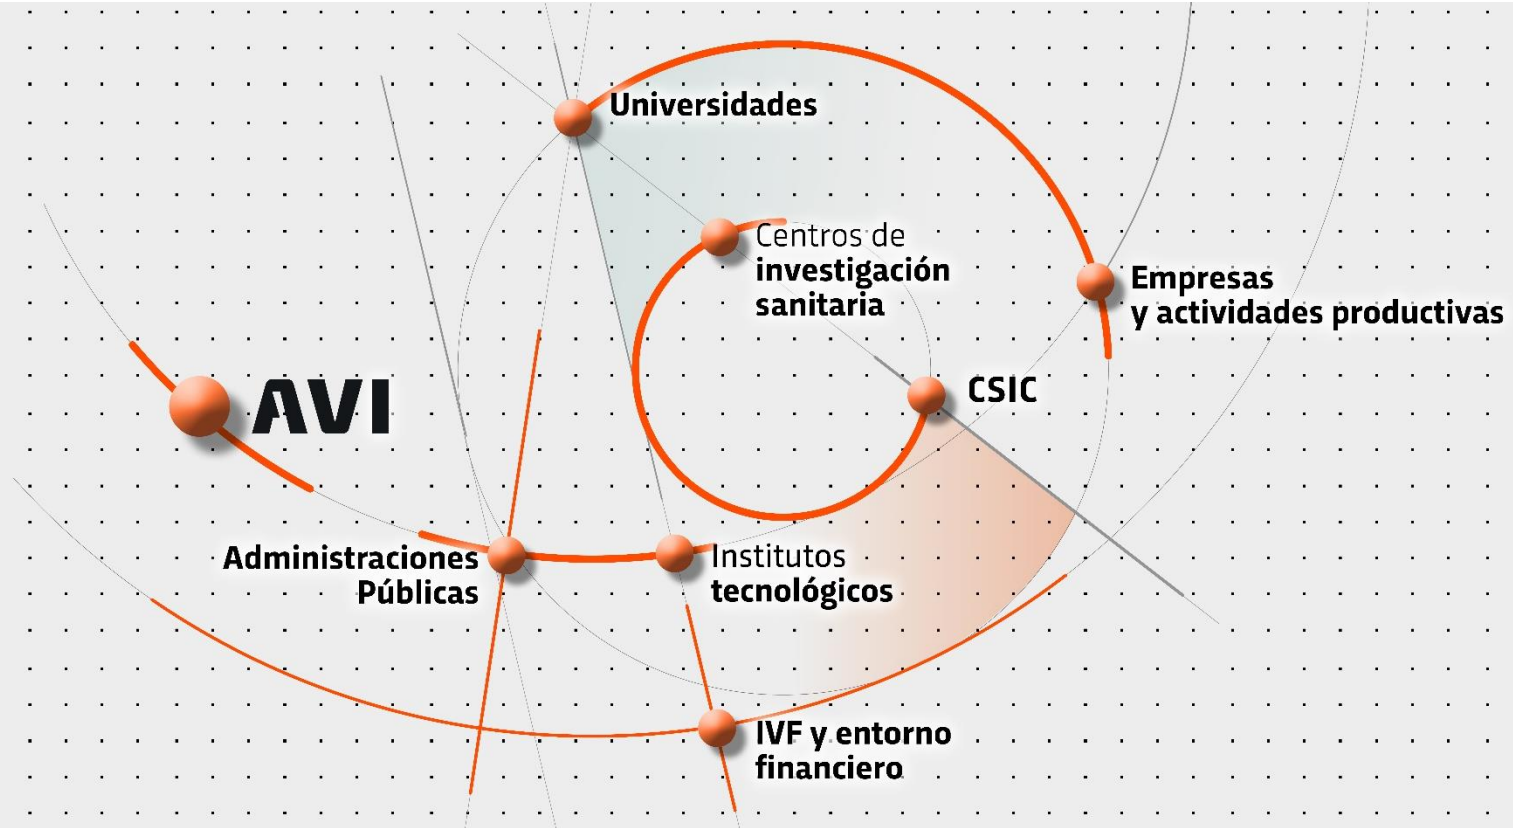 Universidades
Centros de
investigación
sanitaria
Empresas
y actividades productivas
CSIC
AVI
Administraciones
Públicas
Institutos
tecnológicos
IVF y entorno
financiero